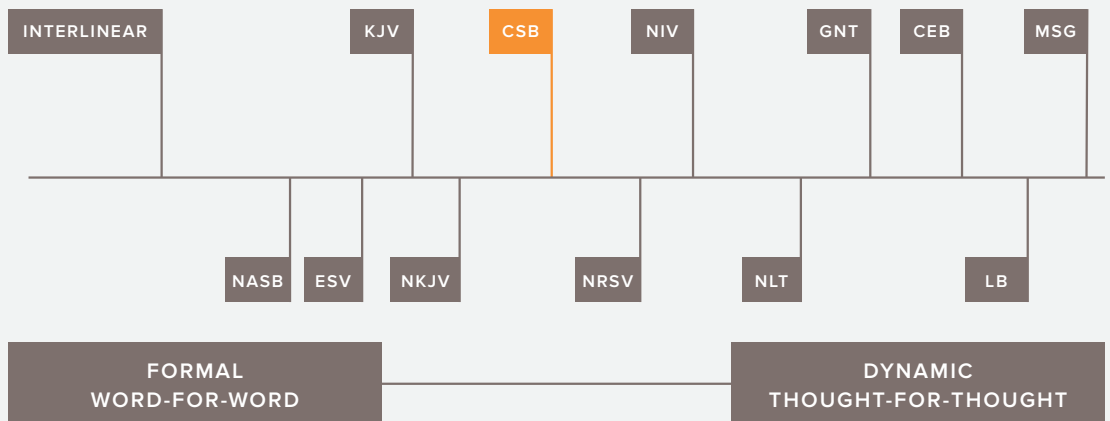 INTERLINEAR KJV CSB NIV GNT CEB MSG
NASB ESV NKJV NRSV NLT LB
FORMAL
WORD-FOR-WORD
DYNAMIC
THOUGHT-FOR-THOUGHT